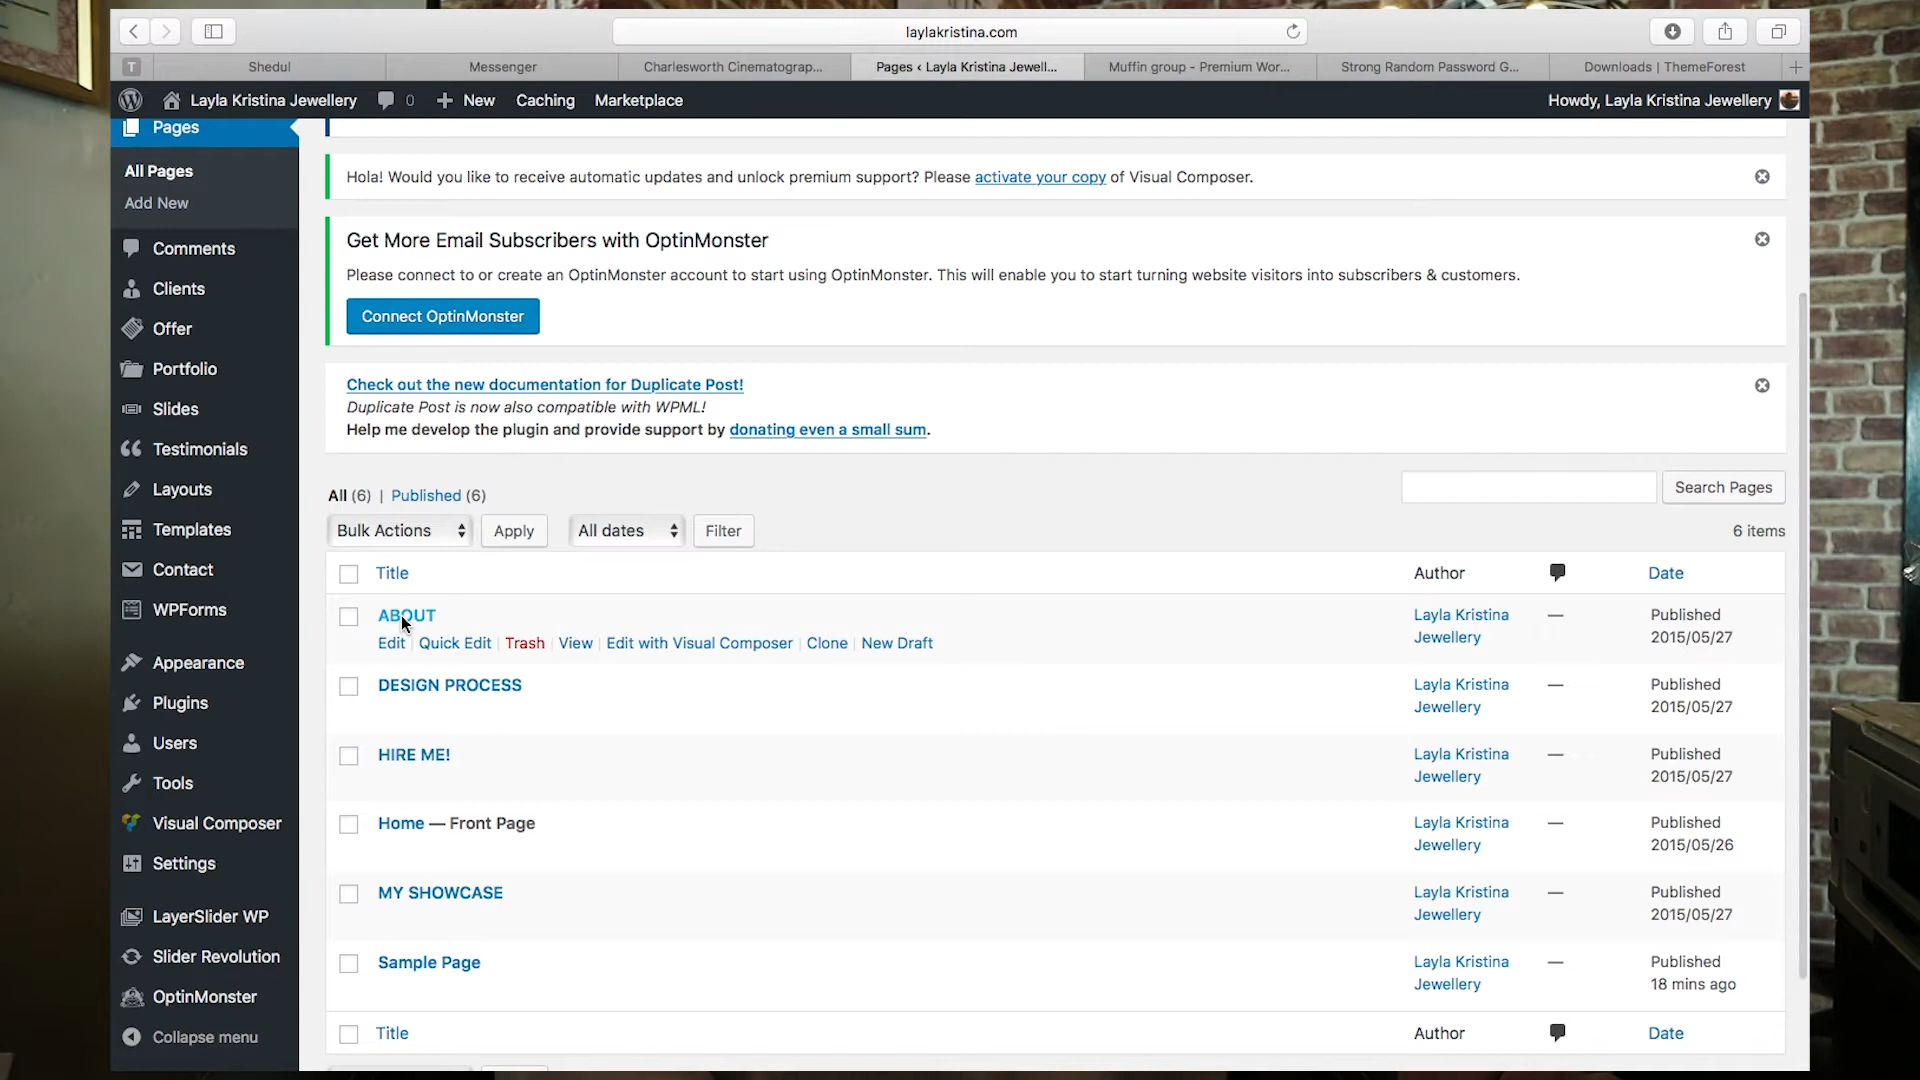 laylakristina.com
T
Shedul
Messenger
Charlesworth Cinematograp...
Pages ‹ Layla Kristina Jewell...
Muffin group - Premium Wor...
Strong Random Password G...
Downloads | ThemeForest
Layla Kristina Jewellery 0 New Caching Marketplace
Howdy, Layla Kristina Jewellery
Pages
All Pages
Add New
Comments
Clients
Offer
Portfolio
Slides
Testimonials
Layouts
Templates
Contact
WPForms
Appearance
Plugins
Users
Tools
Visual Composer
Settings
LayerSlider WP
Slider Revolution
OptinMonster
Collapse menu
Hola! Would you like to receive automatic updates and unlock premium support? Please activate your copy of Visual Composer.
Get More Email Subscribers with OptinMonster
Please connect to or create an OptinMonster account to start using OptinMonster. This will enable you to start turning website visitors into subscribers & customers.
Connect OptinMonster
Check out the new documentation for Duplicate Post!
Duplicate Post is now also compatible with WPML!
Help me develop the plugin and provide support by donating even a small sum.
All (6) | Published (6)
Search Pages
Bulk Actions Apply All dates Filter
6 items
Title Author Date
ABOUT Layla Kristina Jewellery — Published 2015/05/27
Edit | Quick Edit | Trash | View | Edit with Visual Composer | Clone | New Draft
DESIGN PROCESS Layla Kristina Jewellery — Published 2015/05/27
HIRE ME! Layla Kristina Jewellery — Published 2015/05/27
Home — Front Page Layla Kristina Jewellery — Published 2015/05/26
MY SHOWCASE Layla Kristina Jewellery — Published 2015/05/27
Sample Page Layla Kristina Jewellery — Published 18 mins ago
Title Author Date